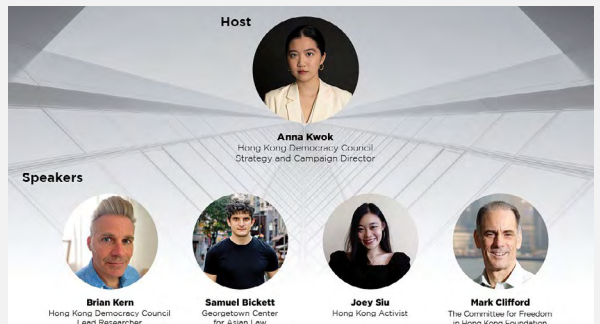 Host
Anna Kwok
Hong Kong Democracy Council
Strategy and Campaign Director
Speakers
Brian Kern
Hong Kong Democracy Council
Lead Researcher
Samuel Bickett
Georgetown Center
for Asian Law
Joey Siu
Hong Kong Activist
Mark Clifford
The Committee for Freedom
in Hong Kong Foundation